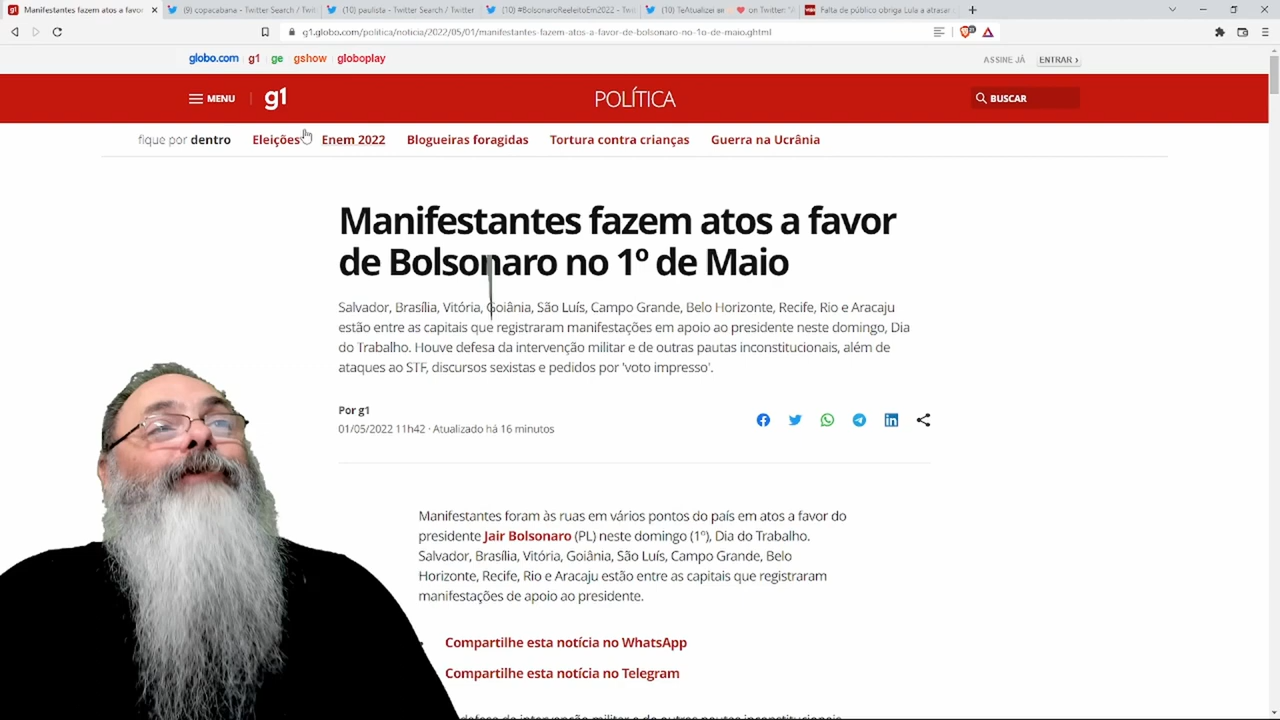 g1 Manifestantes fazem atos a favor
(9) copacabana - Twitter Search / Twit
(10) paulista - Twitter Search / Twitter
(10) #BolsonaroReeleitoEm2022 - Twit
(10) TeAtualizei
on Twitter: "A
Falta de público obriga Lula a atrasar
g1.globo.com/politica/noticia/2022/05/01/manifestantes-fazem-atos-a-favor-de-bolsonaro-no-1o-de-maio.ghtml
globo.com g1 ge gshow globoplay
ASSINE JÁ ENTRAR ›
MENU g1 POLÍTICA BUSCAR
fique por dentro Eleições Enem 2022 Blogueiras foragidas Tortura contra crianças Guerra na Ucrânia
Manifestantes fazem atos a favor
de Bolsonaro no 1º de Maio
Salvador, Brasília, Vitória, Goiânia, São Luís, Campo Grande, Belo Horizonte, Recife, Rio e Aracaju
estão entre as capitais que registraram manifestações em apoio ao presidente neste domingo, Dia
do Trabalho. Houve defesa da intervenção militar e de outras pautas inconstitucionais, além de
ataques ao STF, discursos sexistas e pedidos por 'voto impresso'.
Por g1
01/05/2022 11h42 · Atualizado há 16 minutos
Manifestantes foram às ruas em vários pontos do país em atos a favor do
presidente Jair Bolsonaro (PL) neste domingo (1º), Dia do Trabalho.
Salvador, Brasília, Vitória, Goiânia, São Luís, Campo Grande, Belo
Horizonte, Recife, Rio e Aracaju estão entre as capitais que registraram
manifestações de apoio ao presidente.
Compartilhe esta notícia no WhatsApp
Compartilhe esta notícia no Telegram
defesa da intervenção militar e de outras pautas inconstitucionais